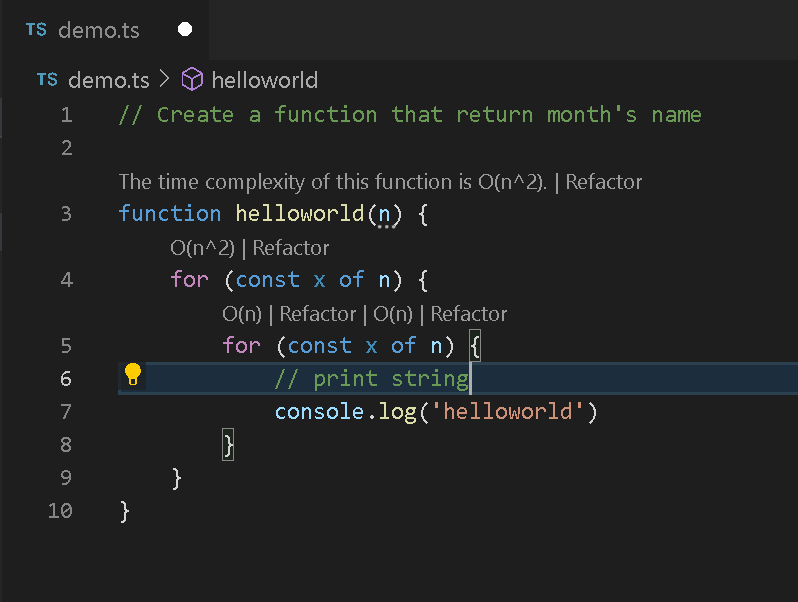 TS demo.ts
TS demo.ts > helloworld
1 // Create a function that return month's name
2
The time complexity of this function is O(n^2). | Refactor
3 function helloworld(n) {
O(n^2) | Refactor
4 for (const x of n) {
O(n) | Refactor | O(n) | Refactor
5 for (const x of n) {
6 // print string
7 console.log('helloworld')
8 }
9 }
10 }